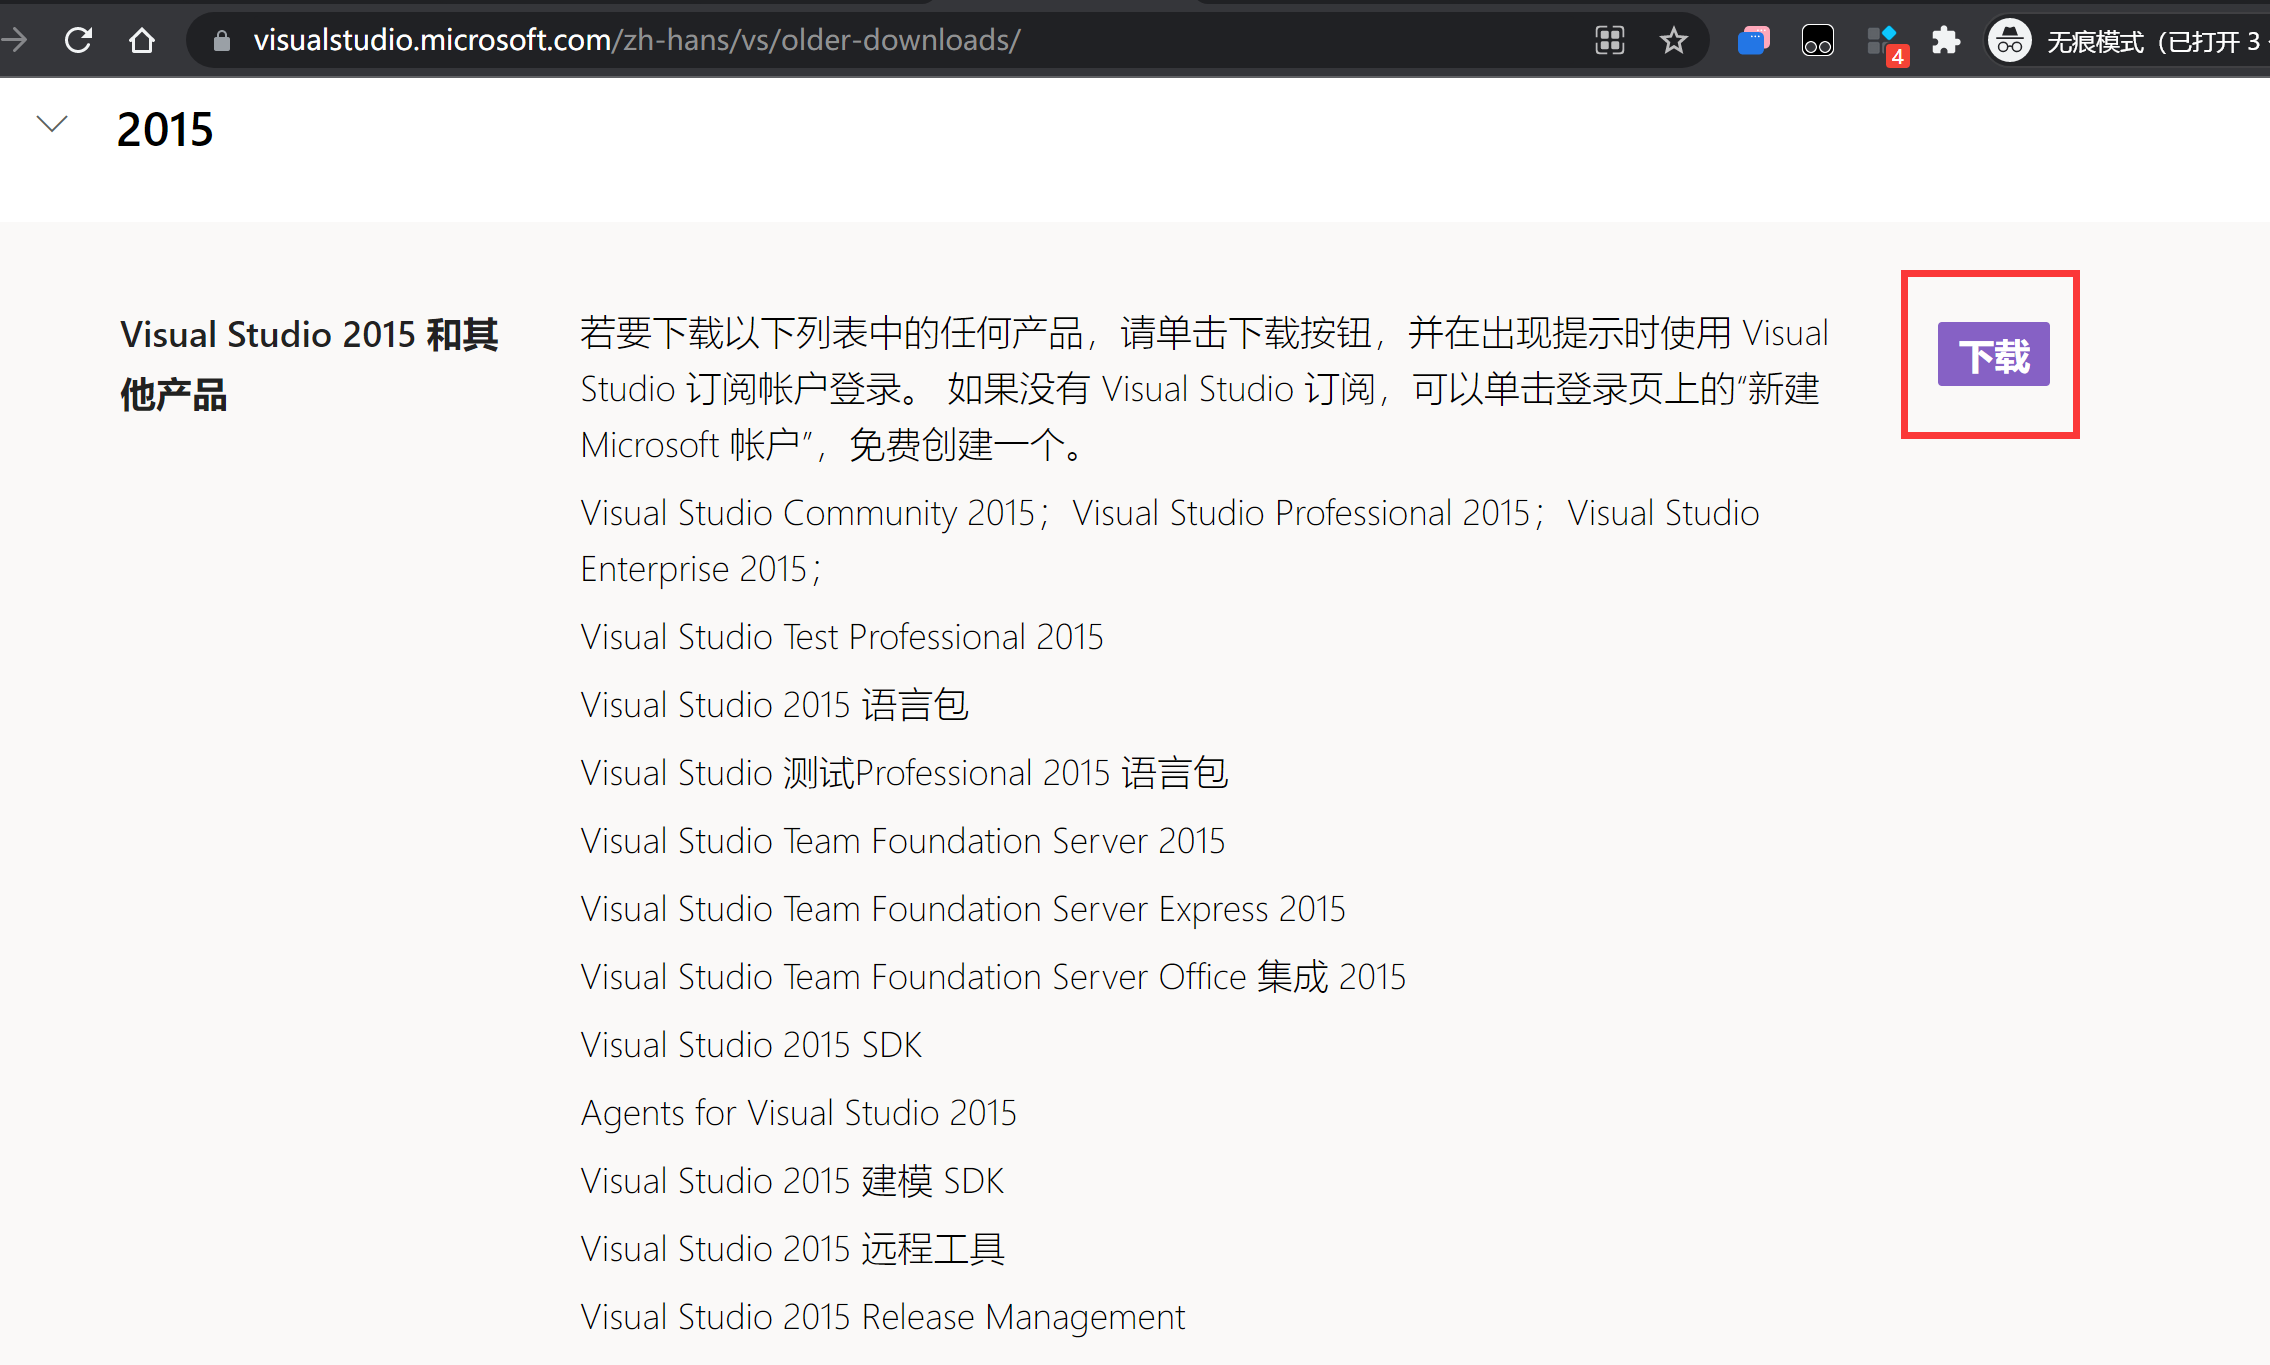 visualstudio.microsoft.com/zh-hans/vs/older-downloads/
4
无痕模式（已打开 3
2015
Visual Studio 2015 和其
他产品
若要下载以下列表中的任何产品，请单击下载按钮，并在出现提示时使用 Visual
Studio 订阅帐户登录。 如果没有 Visual Studio 订阅，可以单击登录页上的“新建
Microsoft 帐户”，免费创建一个。
下载
Visual Studio Community 2015；Visual Studio Professional 2015；Visual Studio
Enterprise 2015；
Visual Studio Test Professional 2015
Visual Studio 2015 语言包
Visual Studio 测试Professional 2015 语言包
Visual Studio Team Foundation Server 2015
Visual Studio Team Foundation Server Express 2015
Visual Studio Team Foundation Server Office 集成 2015
Visual Studio 2015 SDK
Agents for Visual Studio 2015
Visual Studio 2015 建模 SDK
Visual Studio 2015 远程工具
Visual Studio 2015 Release Management